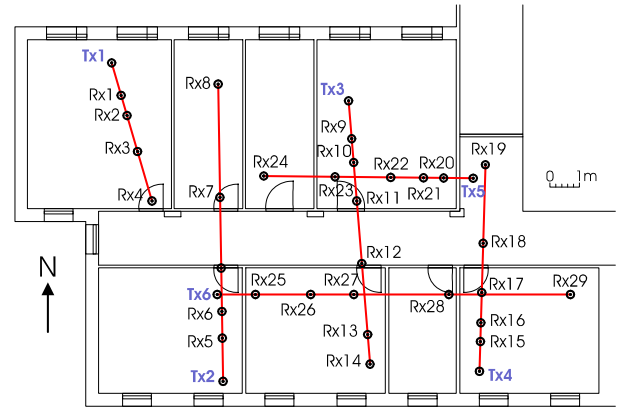 Tx1
Rx8
Tx3
Rx1
Rx2
Rx9
Rx3
Rx10
Rx19
Rx24
Rx22
Rx20
0 1m
Rx4
Rx7
Rx23
Rx11
Rx21
Tx5
Rx12
Rx18
N
Rx25
Rx27
Rx17
Rx29
Tx6
Rx26
Rx28
Rx6
Rx16
Rx5
Rx13
Rx15
Rx14
Tx2
Tx4